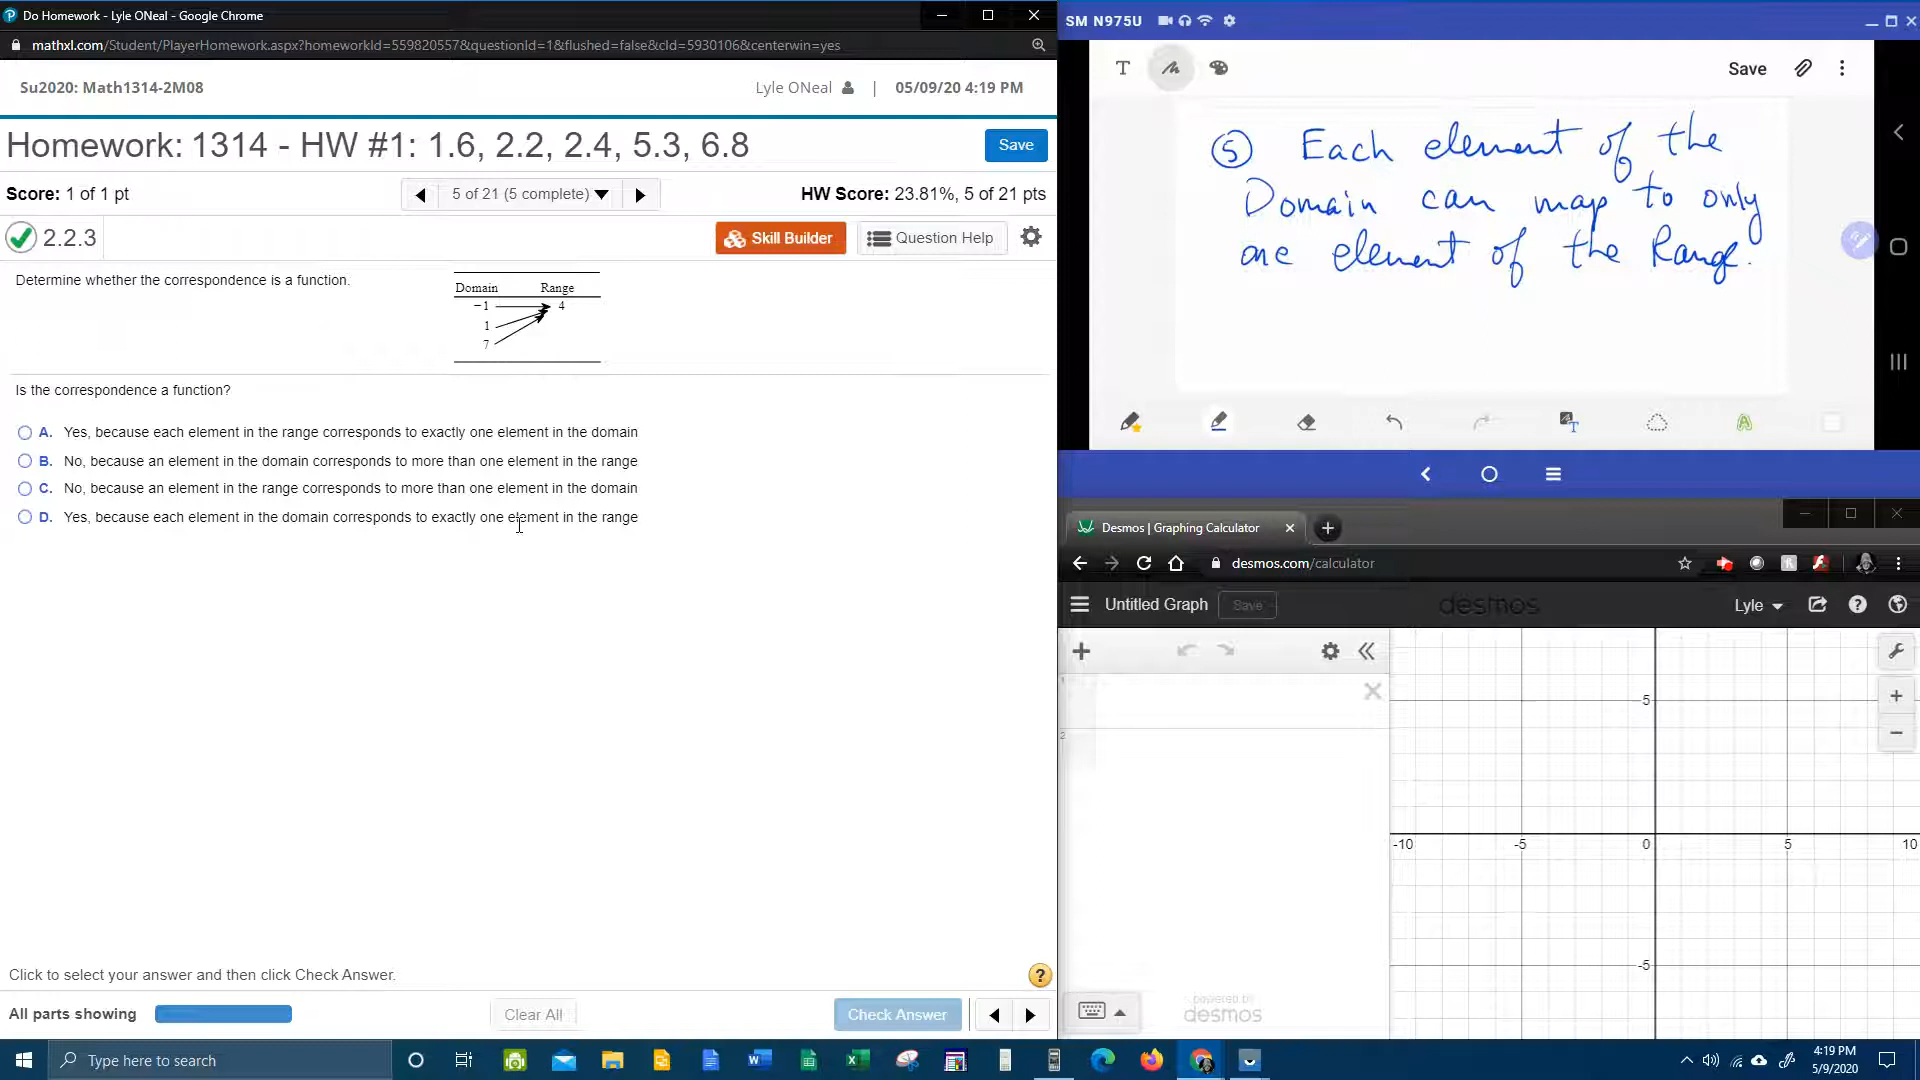 Do Homework - Lyle ONeal - Google Chrome
mathxl.com/Student/PlayerHomework.aspx?homeworkId=559820557&questionId=1&flushed=false&cId=5930106&centerwin=yes
Su2020: Math1314-2M08
Lyle ONeal | 05/09/20 4:19 PM
Homework: 1314 - HW #1: 1.6, 2.2, 2.4, 5.3, 6.8
Save
Score: 1 of 1 pt
5 of 21 (5 complete)
HW Score: 23.81%, 5 of 21 pts
2.2.3
Skill Builder
Question Help
Determine whether the correspondence is a function.
Domain Range
−1 4
1
7
Is the correspondence a function?
A. Yes, because each element in the range corresponds to exactly one element in the domain
B. No, because an element in the domain corresponds to more than one element in the range
C. No, because an element in the range corresponds to more than one element in the domain
D. Yes, because each element in the domain corresponds to exactly one element in the range
Click to select your answer and then click Check Answer.
?
All parts showing
Clear All
Check Answer
SM N975U
T
Save
5 Each element of the
Domain can map to only
one element of the Range.
Desmos | Graphing Calculator
desmos.com/calculator
Untitled Graph
Save
desmos
Lyle
1
2
5
-10 -5 0 5 10
-5
powered by
desmos
Type here to search
4:19 PM
5/9/2020